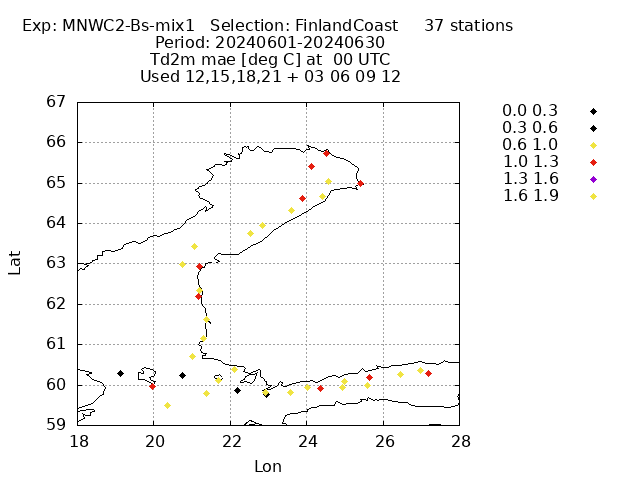 Exp: MNWC2-Bs-mix1   Selection: FinlandCoast     37 stations
Period: 20240601-20240630
Td2m mae [deg C] at  00 UTC
Used 12,15,18,21 + 03 06 09 12
0.0 0.3
0.3 0.6
0.6 1.0
1.0 1.3
1.3 1.6
1.6 1.9
67
66
65
64
63
62
61
60
59
Lat
18 20 22 24 26 28
Lon